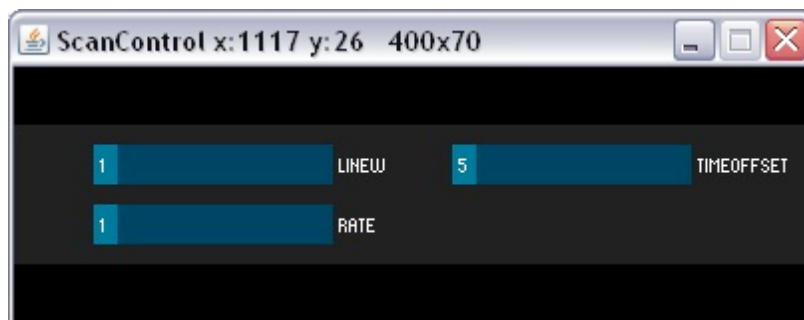 ScanControl x:1117 y:26 400x70
1 LINEW 5 TIMEOFFSET
1 RATE